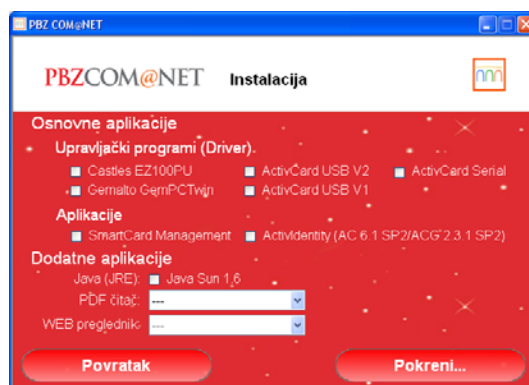 PBZ COM@NET
PBZCOM@NET Instalacija
Osnovne aplikacije
Upravljački programi (Driver)
Castles EZ100PU ActivCard USB V2 ActivCard Serial
Gemalto GemPCTwin ActivCard USB V1
Aplikacije
SmartCard Management ActivIdentity (AC 6.1 SP2/ACG 2.3.1 SP2)
Dodatne aplikacije
Java (JRE): Java Sun 1.6
PDF čitač: ---
WEB preglednik: ---
Povratak Pokreni...